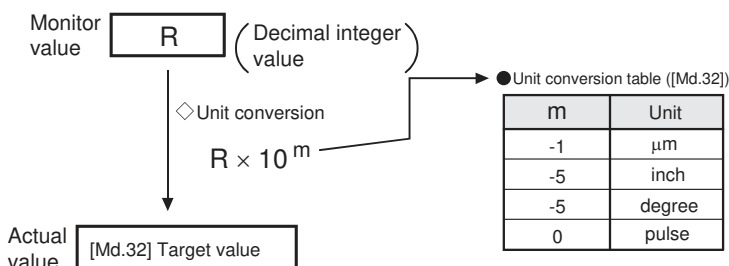 Monitor
value
R
(Decimal integer
value)
●Unit conversion table ([Md.32])
◇Unit conversion
R × 10 m
m Unit
-1 μm
-5 inch
-5 degree
0 pulse
Actual
value
[Md.32] Target value